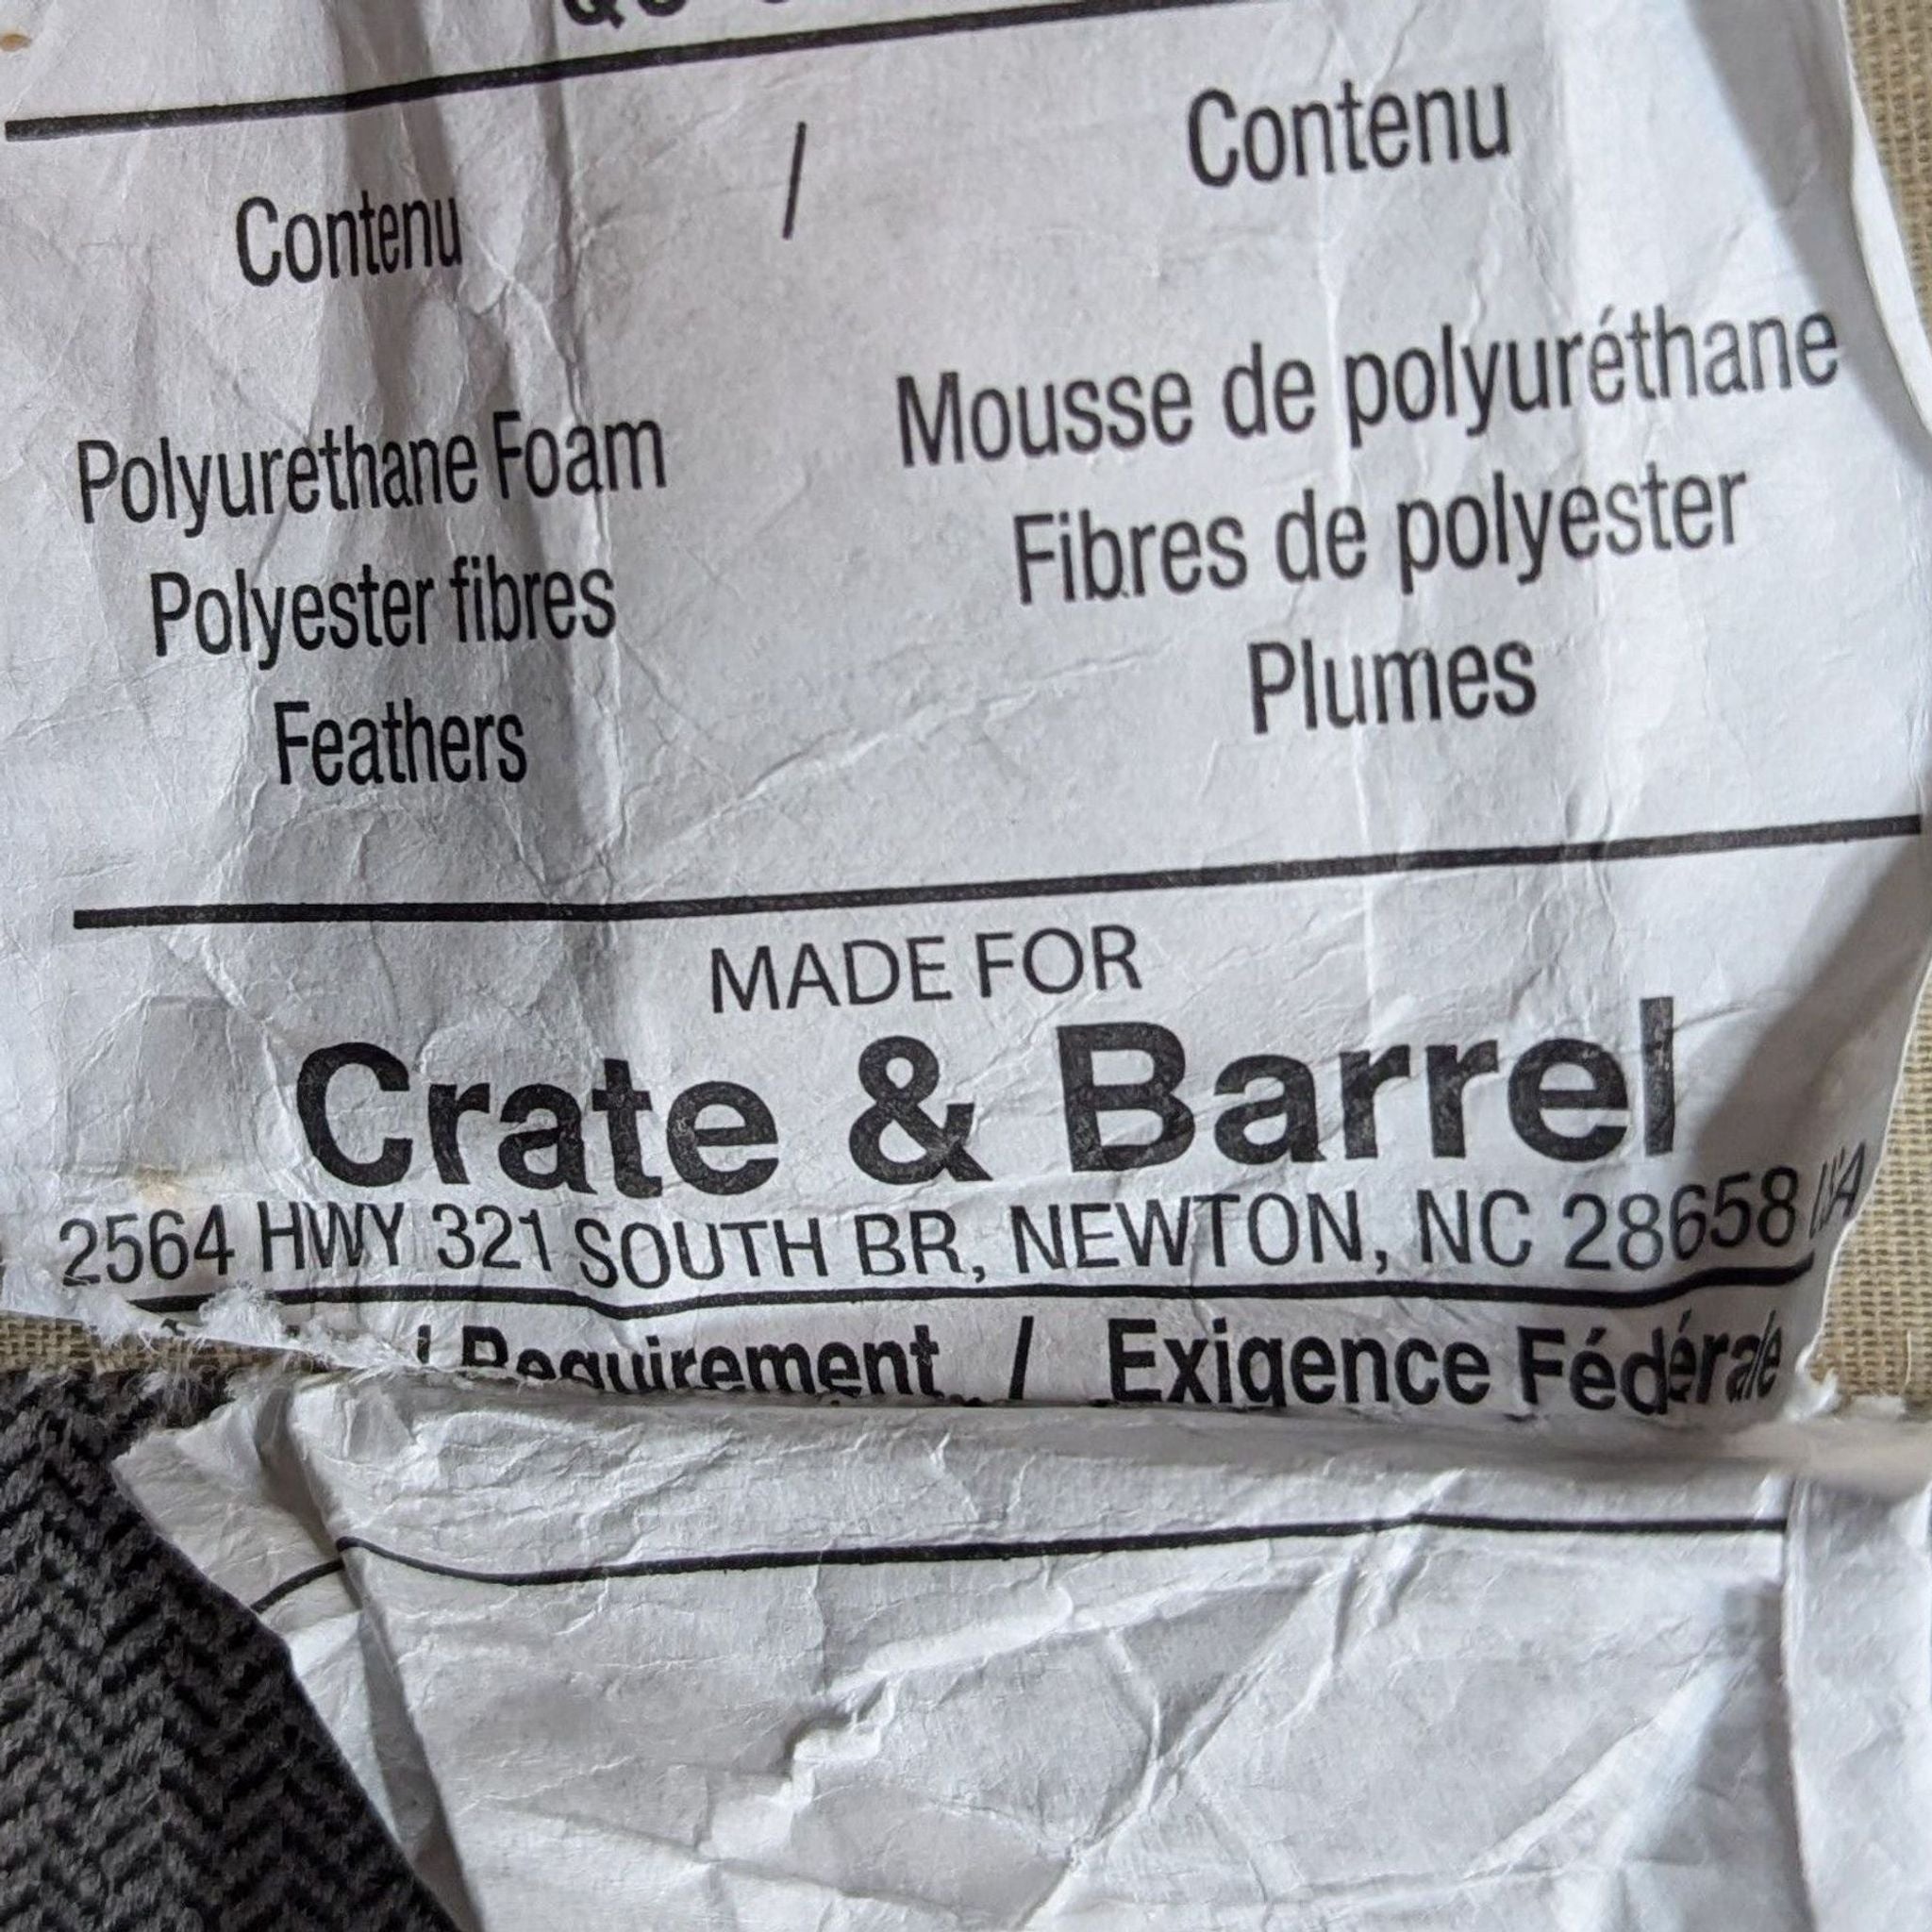 Contenu / Contenu
Polyurethane Foam Mousse de polyuréthane
Polyester fibres Fibres de polyester
Feathers Plumes
MADE FOR
Crate & Barrel
2564 HWY 321 SOUTH BR, NEWTON, NC 28658 USA
Requirement / Exigence Fédérale